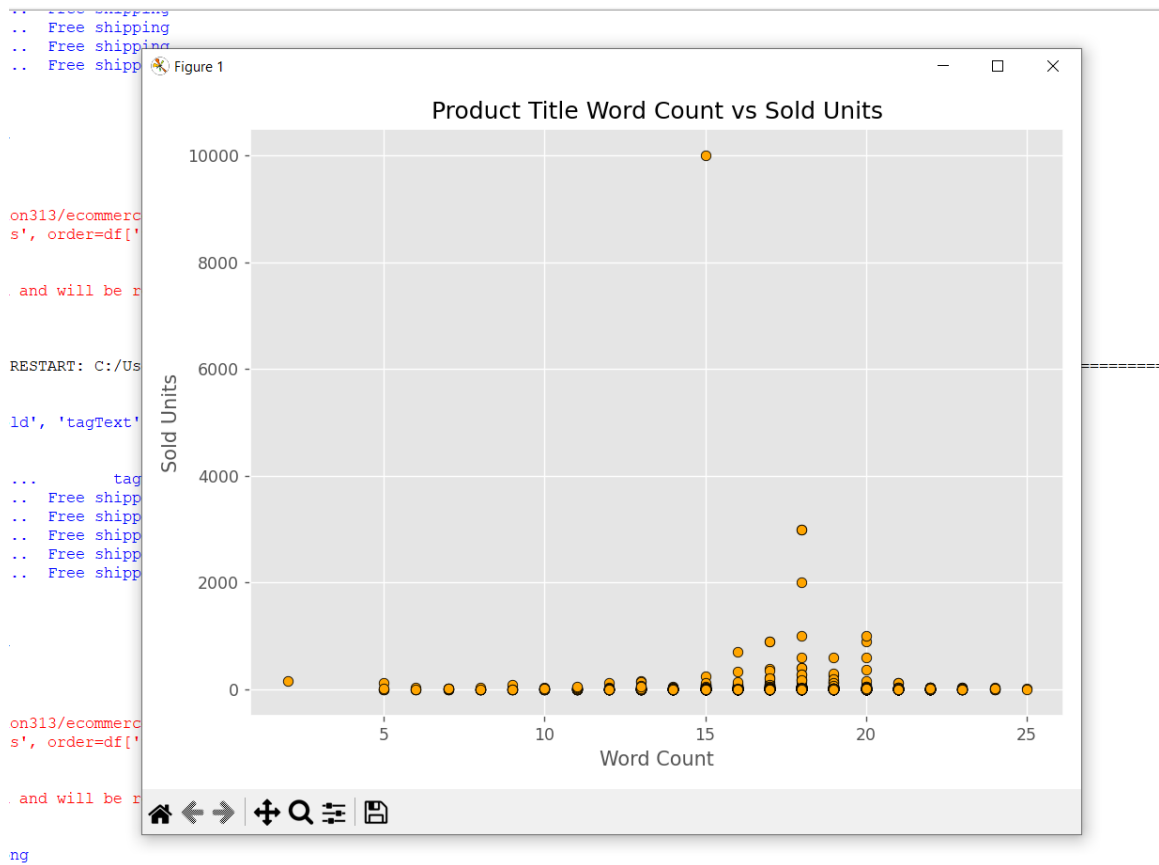 .. Free shipping
.. Free shipping
.. Free shipping
.. Free shipp
Figure 1
Product Title Word Count vs Sold Units
10000
8000
6000
4000
2000
0
Sold Units
5 10 15 20 25
Word Count
on313/ecommerc
s', order=df['
and will be r
RESTART: C:/Us
=========
ld', 'tagText'
... tag
.. Free shipp
.. Free shipp
.. Free shipp
.. Free shipp
.. Free shipp
on313/ecommerc
s', order=df['
and will be r
ng